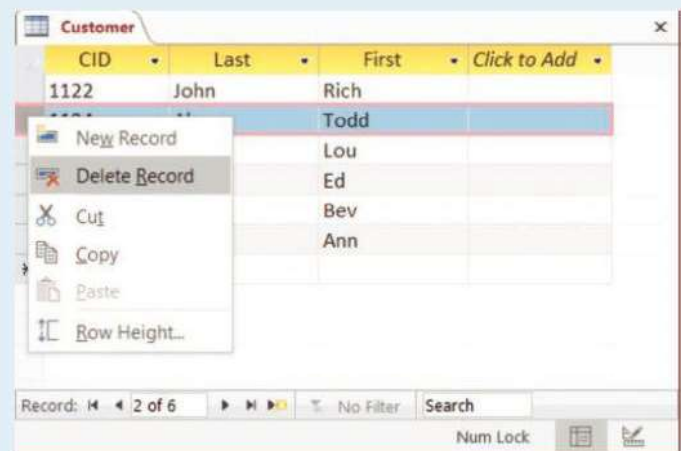 Customer
CID Last First Click to Add
1122 John Rich
Todd
New Record Lou
Delete Record Ed
Cut Bev
Copy Ann
Paste
Row Height...
Record: 2 of 6 No Filter Search
Num Lock